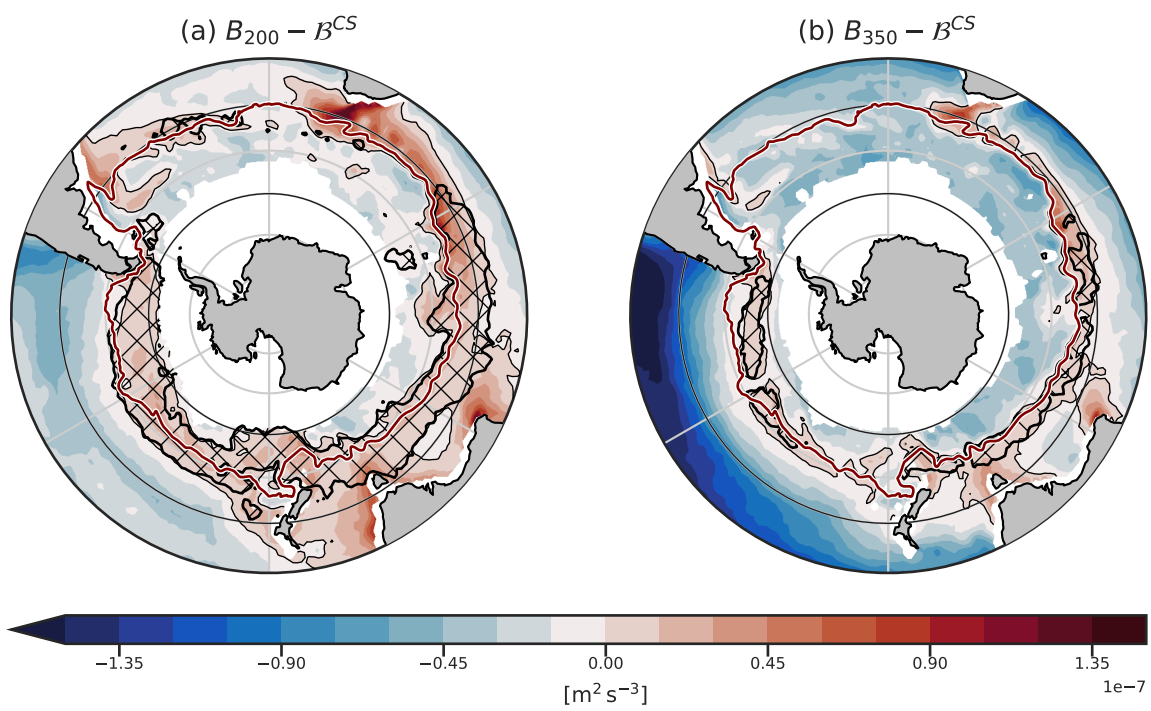 (a) B₂₀₀ − ℬ^{CS}
(b) B₃₅₀ − ℬ^{CS}
−1.35 −0.90 −0.45 0.00 0.45 0.90 1.35
1e−7
[m² s⁻³]